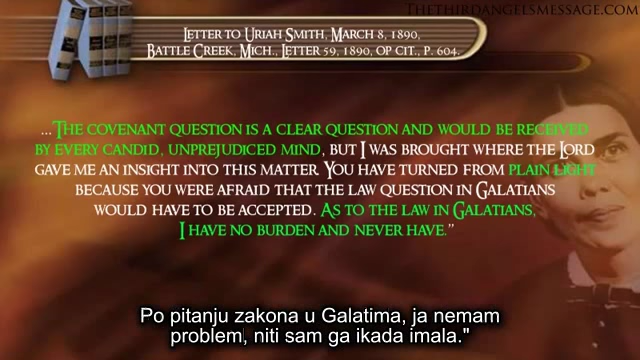 TheThirdAngelsMessage.com
Letter to Uriah Smith, March 8, 1890,
Battle Creek, Mich., Letter 59, 1890, op cit., p. 604.
...The covenant question is a clear question and would be received
by every candid, unprejudiced mind, but I was brought where the Lord
gave me an insight into this matter. You have turned from plain light
because you were afraid that the law question in Galatians
would have to be accepted. As to the law in Galatians,
I have no burden and never have."
Po pitanju zakona u Galatima, ja nemam
problem, niti sam ga ikada imala."